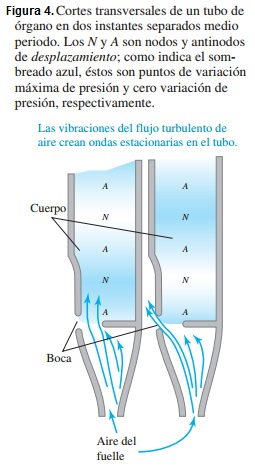 Figura 4. Cortes transversales de un tubo de
órgano en dos instantes separados medio
periodo. Los N y A son nodos y antinodos
de desplazamiento; como indica el som-
breado azul, éstos son puntos de variación
máxima de presión y cero variación de
presión, respectivamente.
Las vibraciones del flujo turbulento de
aire crean ondas estacionarias en el tubo.
A A
Cuerpo N N
A A
N N
A A
Boca
Aire del
fuelle